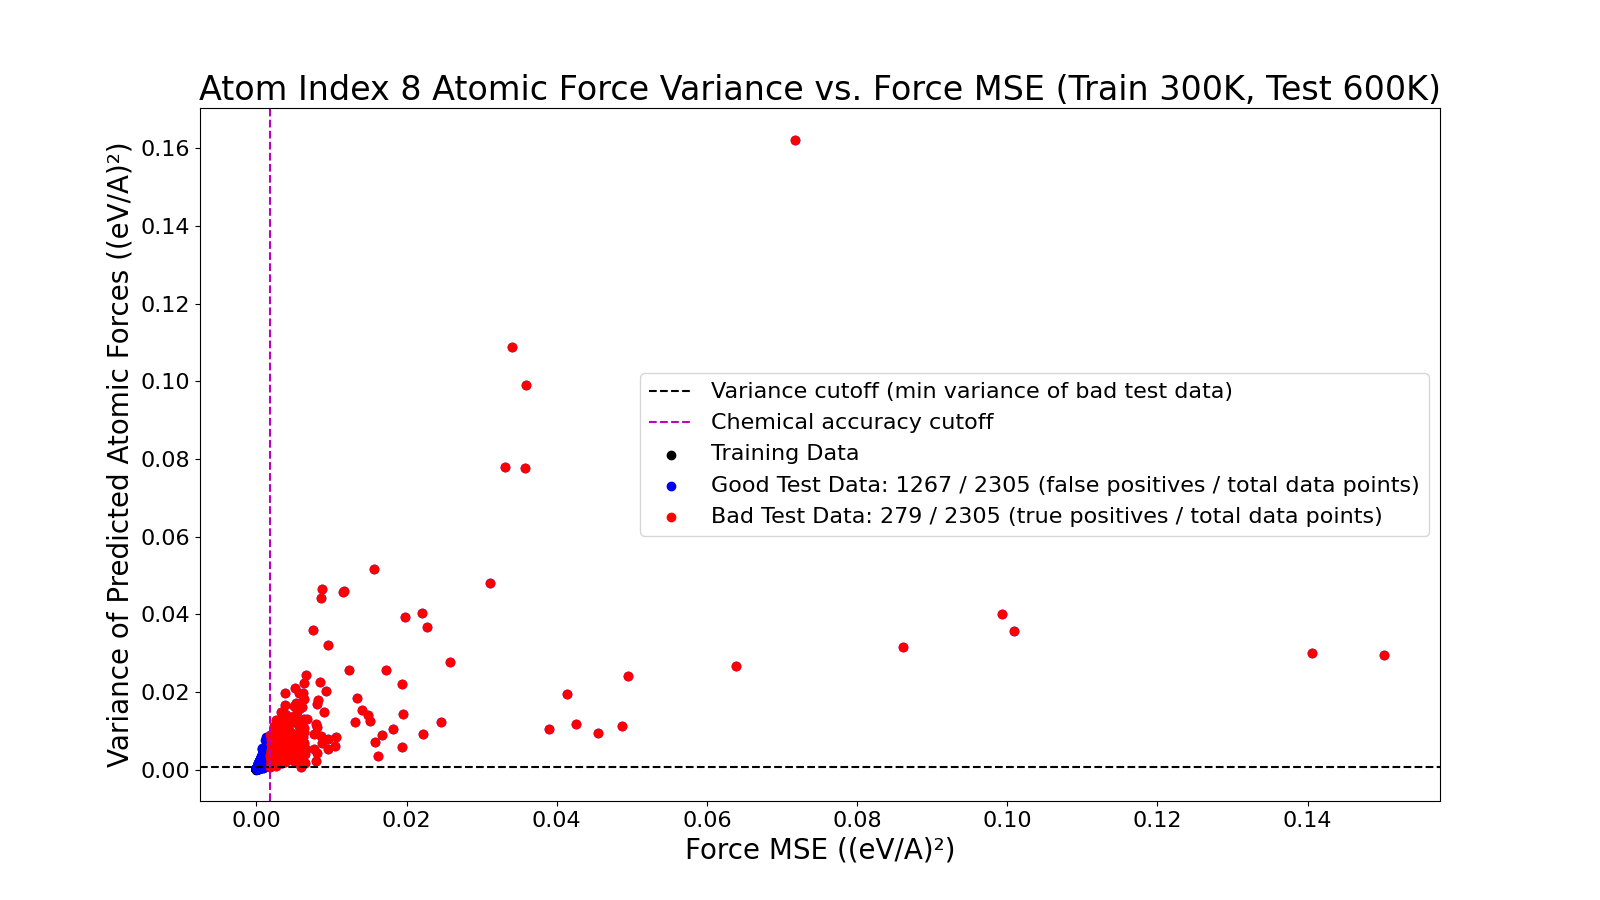 Atom Index 8 Atomic Force Variance vs. Force MSE (Train 300K, Test 600K)
Variance of Predicted Atomic Forces ((eV/A)²)
0.16
0.14
0.12
0.10
0.08
0.06
0.04
0.02
0.00
Variance cutoff (min variance of bad test data)
Chemical accuracy cutoff
Training Data
Good Test Data: 1267 / 2305 (false positives / total data points)
Bad Test Data: 279 / 2305 (true positives / total data points)
0.00 0.02 0.04 0.06 0.08 0.10 0.12 0.14
Force MSE ((eV/A)²)